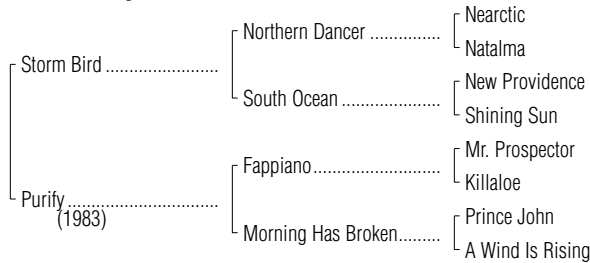 Nearctic
Northern Dancer ................
Natalma
Storm Bird ........................
New Providence
South Ocean ......................
Shining Sun
Mr. Prospector
Fappiano ............................
Killaloe
Purify ................................
(1983)
Prince John
Morning Has Broken.........
A Wind Is Rising